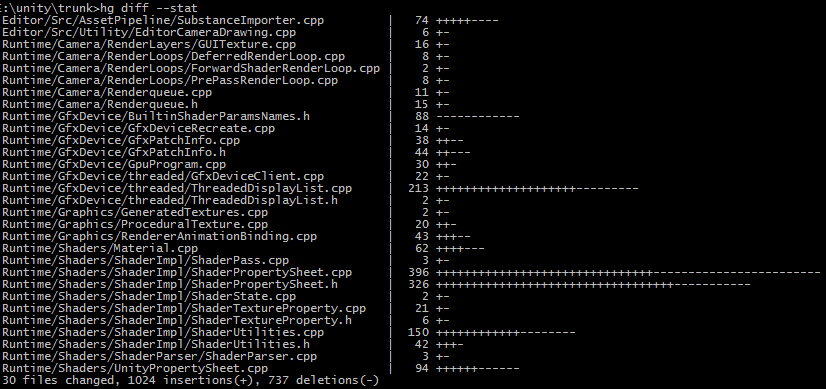 E:\unity\trunk>hg diff --stat
Editor/Src/AssetPipeline/SubstanceImporter.cpp | 74 +++++----
Editor/Src/Utility/EditorCameraDrawing.cpp | 6 +-
Runtime/Camera/RenderLayers/GUITexture.cpp | 16 +-
Runtime/Camera/RenderLoops/DeferredRenderLoop.cpp | 8 +-
Runtime/Camera/RenderLoops/ForwardShaderRenderLoop.cpp | 2 +-
Runtime/Camera/RenderLoops/PrePassRenderLoop.cpp | 8 +-
Runtime/Camera/Renderqueue.cpp | 11 +-
Runtime/Camera/Renderqueue.h | 15 +-
Runtime/GfxDevice/BuiltinShaderParamsNames.h | 88 ------------
Runtime/GfxDevice/GfxDeviceRecreate.cpp | 14 +-
Runtime/GfxDevice/GfxPatchInfo.cpp | 38 ++--
Runtime/GfxDevice/GfxPatchInfo.h | 44 ++---
Runtime/GfxDevice/GpuProgram.cpp | 30 ++-
Runtime/GfxDevice/threaded/GfxDeviceClient.cpp | 22 +-
Runtime/GfxDevice/threaded/ThreadedDisplayList.cpp | 213 ++++++++++++++++++++---------
Runtime/GfxDevice/threaded/ThreadedDisplayList.h | 2 +-
Runtime/Graphics/GeneratedTextures.cpp | 2 +-
Runtime/Graphics/ProceduralTexture.cpp | 20 ++-
Runtime/Graphics/RendererAnimationBinding.cpp | 43 +++--
Runtime/Shaders/Material.cpp | 62 ++++---
Runtime/Shaders/ShaderImpl/ShaderPass.cpp | 3 +-
Runtime/Shaders/ShaderImpl/ShaderPropertySheet.cpp | 396 +++++++++++++++++++++++++++++++-------------------------
Runtime/Shaders/ShaderImpl/ShaderPropertySheet.h | 326 ++++++++++++++++++++++++++++++++++-----------
Runtime/Shaders/ShaderImpl/ShaderState.cpp | 2 +-
Runtime/Shaders/ShaderImpl/ShaderTextureProperty.cpp | 21 +-
Runtime/Shaders/ShaderImpl/ShaderTextureProperty.h | 6 +-
Runtime/Shaders/ShaderImpl/ShaderUtilities.cpp | 150 ++++++++++++--------
Runtime/Shaders/ShaderImpl/ShaderUtilities.h | 42 +++-
Runtime/Shaders/ShaderParser/ShaderParser.cpp | 3 +-
Runtime/Shaders/UnityPropertySheet.cpp | 94 ++++++------
30 files changed, 1024 insertions(+), 737 deletions(-)